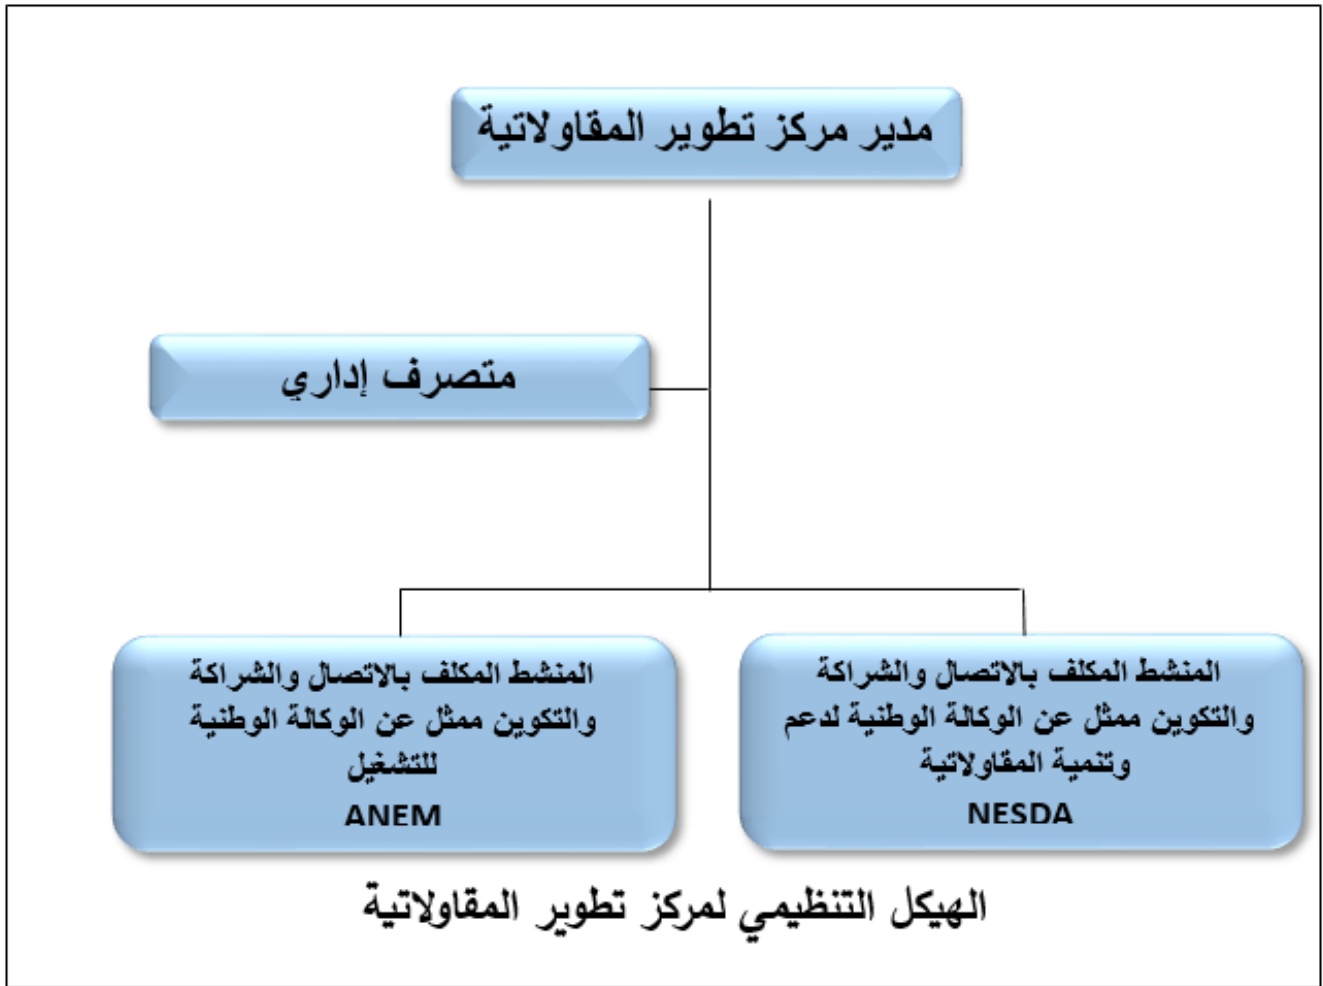 مدير مركز تطوير المقاولاتية
متصرف إداري
المنشط المكلف بالاتصال والشراكة
والتكوين ممثل عن الوكالة الوطنية لدعم
وتنمية المقاولاتية
NESDA
المنشط المكلف بالاتصال والشراكة
والتكوين ممثل عن الوكالة الوطنية
للتشغيل
ANEM
الهيكل التنظيمي لمركز تطوير المقاولاتية